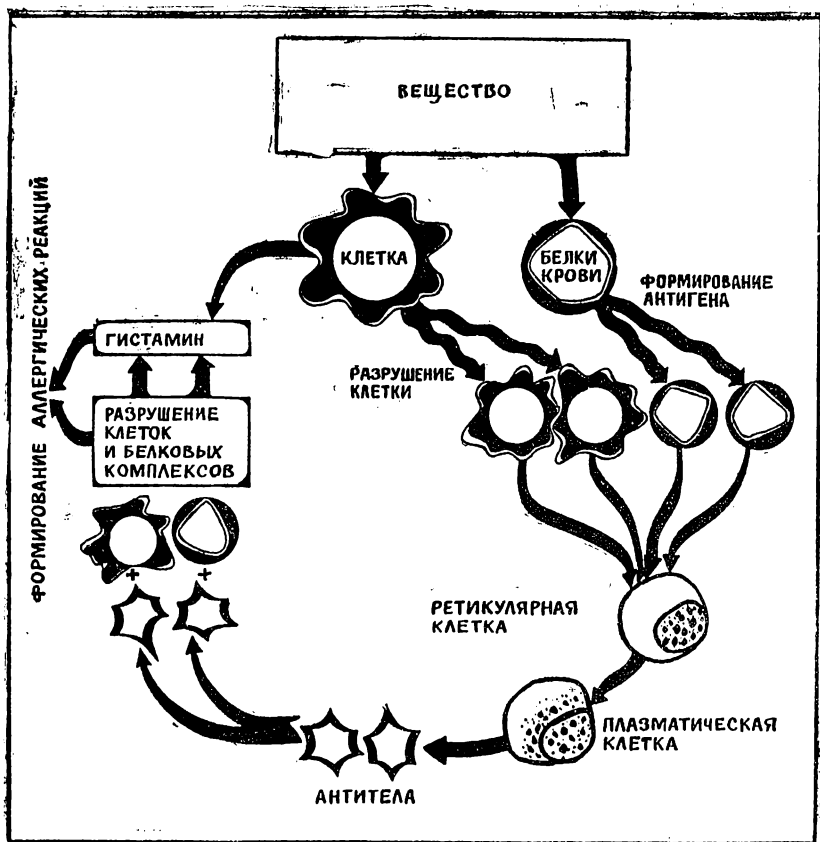 ВЕЩЕСТВО
КЛЕТКА
БЕЛКИ
КРОВИ
ФОРМИРОВАНИЕ
АНТИГЕНА
ФОРМИРОВАНИЕ АЛЛЕРГИЧЕСКИХ РЕАКЦИЙ
ГИСТАМИН
РАЗРУШЕНИЕ
КЛЕТКИ
РАЗРУШЕНИЕ
КЛЕТОК
И БЕЛКОВЫХ
КОМПЛЕКСОВ
+ +
РЕТИКУЛЯРНАЯ
КЛЕТКА
ПЛАЗМАТИЧЕСКАЯ
КЛЕТКА
АНТИТЕЛА